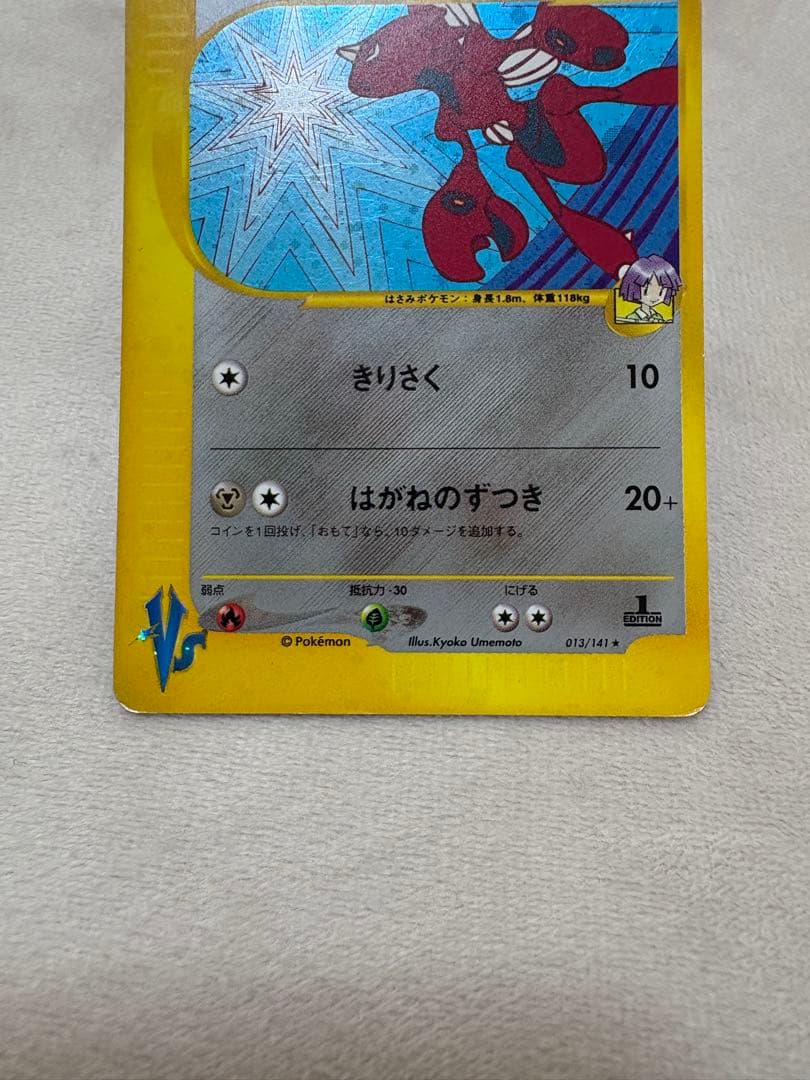 はさみポケモン：身長1.8m、体重118kg
きりさく 10
はがねのずつき 20+
コインを1回投げ、「おもて」なら、10ダメージを追加する。
弱点 抵抗力-30 にげる
1 EDITION
Vs
© Pokémon Illus.Kyoko Umemoto 013/141★